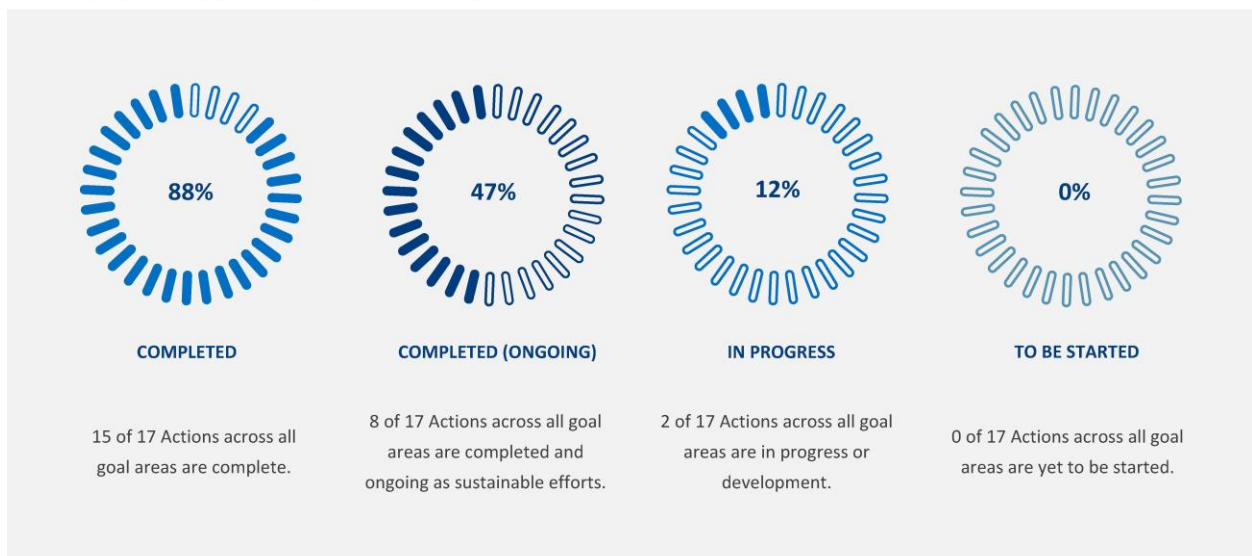 88%
47%
12%
0%
COMPLETED
COMPLETED (ONGOING)
IN PROGRESS
TO BE STARTED
15 of 17 Actions across all
goal areas are complete.
8 of 17 Actions across all goal
areas are completed and
ongoing as sustainable efforts.
2 of 17 Actions across all goal
areas are in progress or
development.
0 of 17 Actions across all goal
areas are yet to be started.